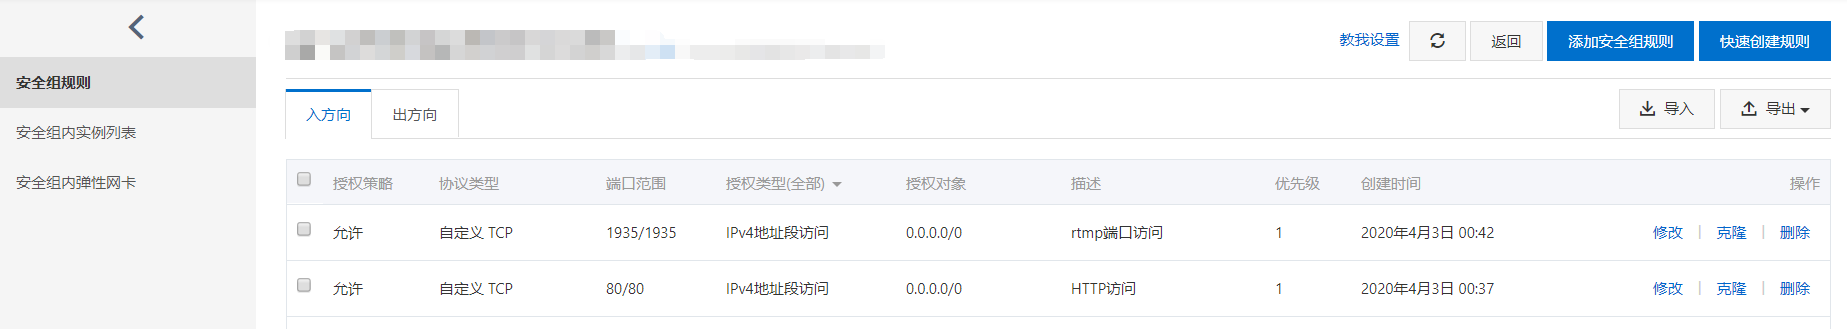 教我设置 返回 添加安全组规则 快速创建规则
安全组规则
安全组内实例列表
安全组内弹性网卡
入方向 出方向 导入 导出
授权策略 协议类型 端口范围 授权类型(全部) 授权对象 描述 优先级 创建时间 操作
允许 自定义 TCP 1935/1935 IPv4地址段访问 0.0.0.0/0 rtmp端口访问 1 2020年4月3日 00:42 修改 | 克隆 | 删除
允许 自定义 TCP 80/80 IPv4地址段访问 0.0.0.0/0 HTTP访问 1 2020年4月3日 00:37 修改 | 克隆 | 删除